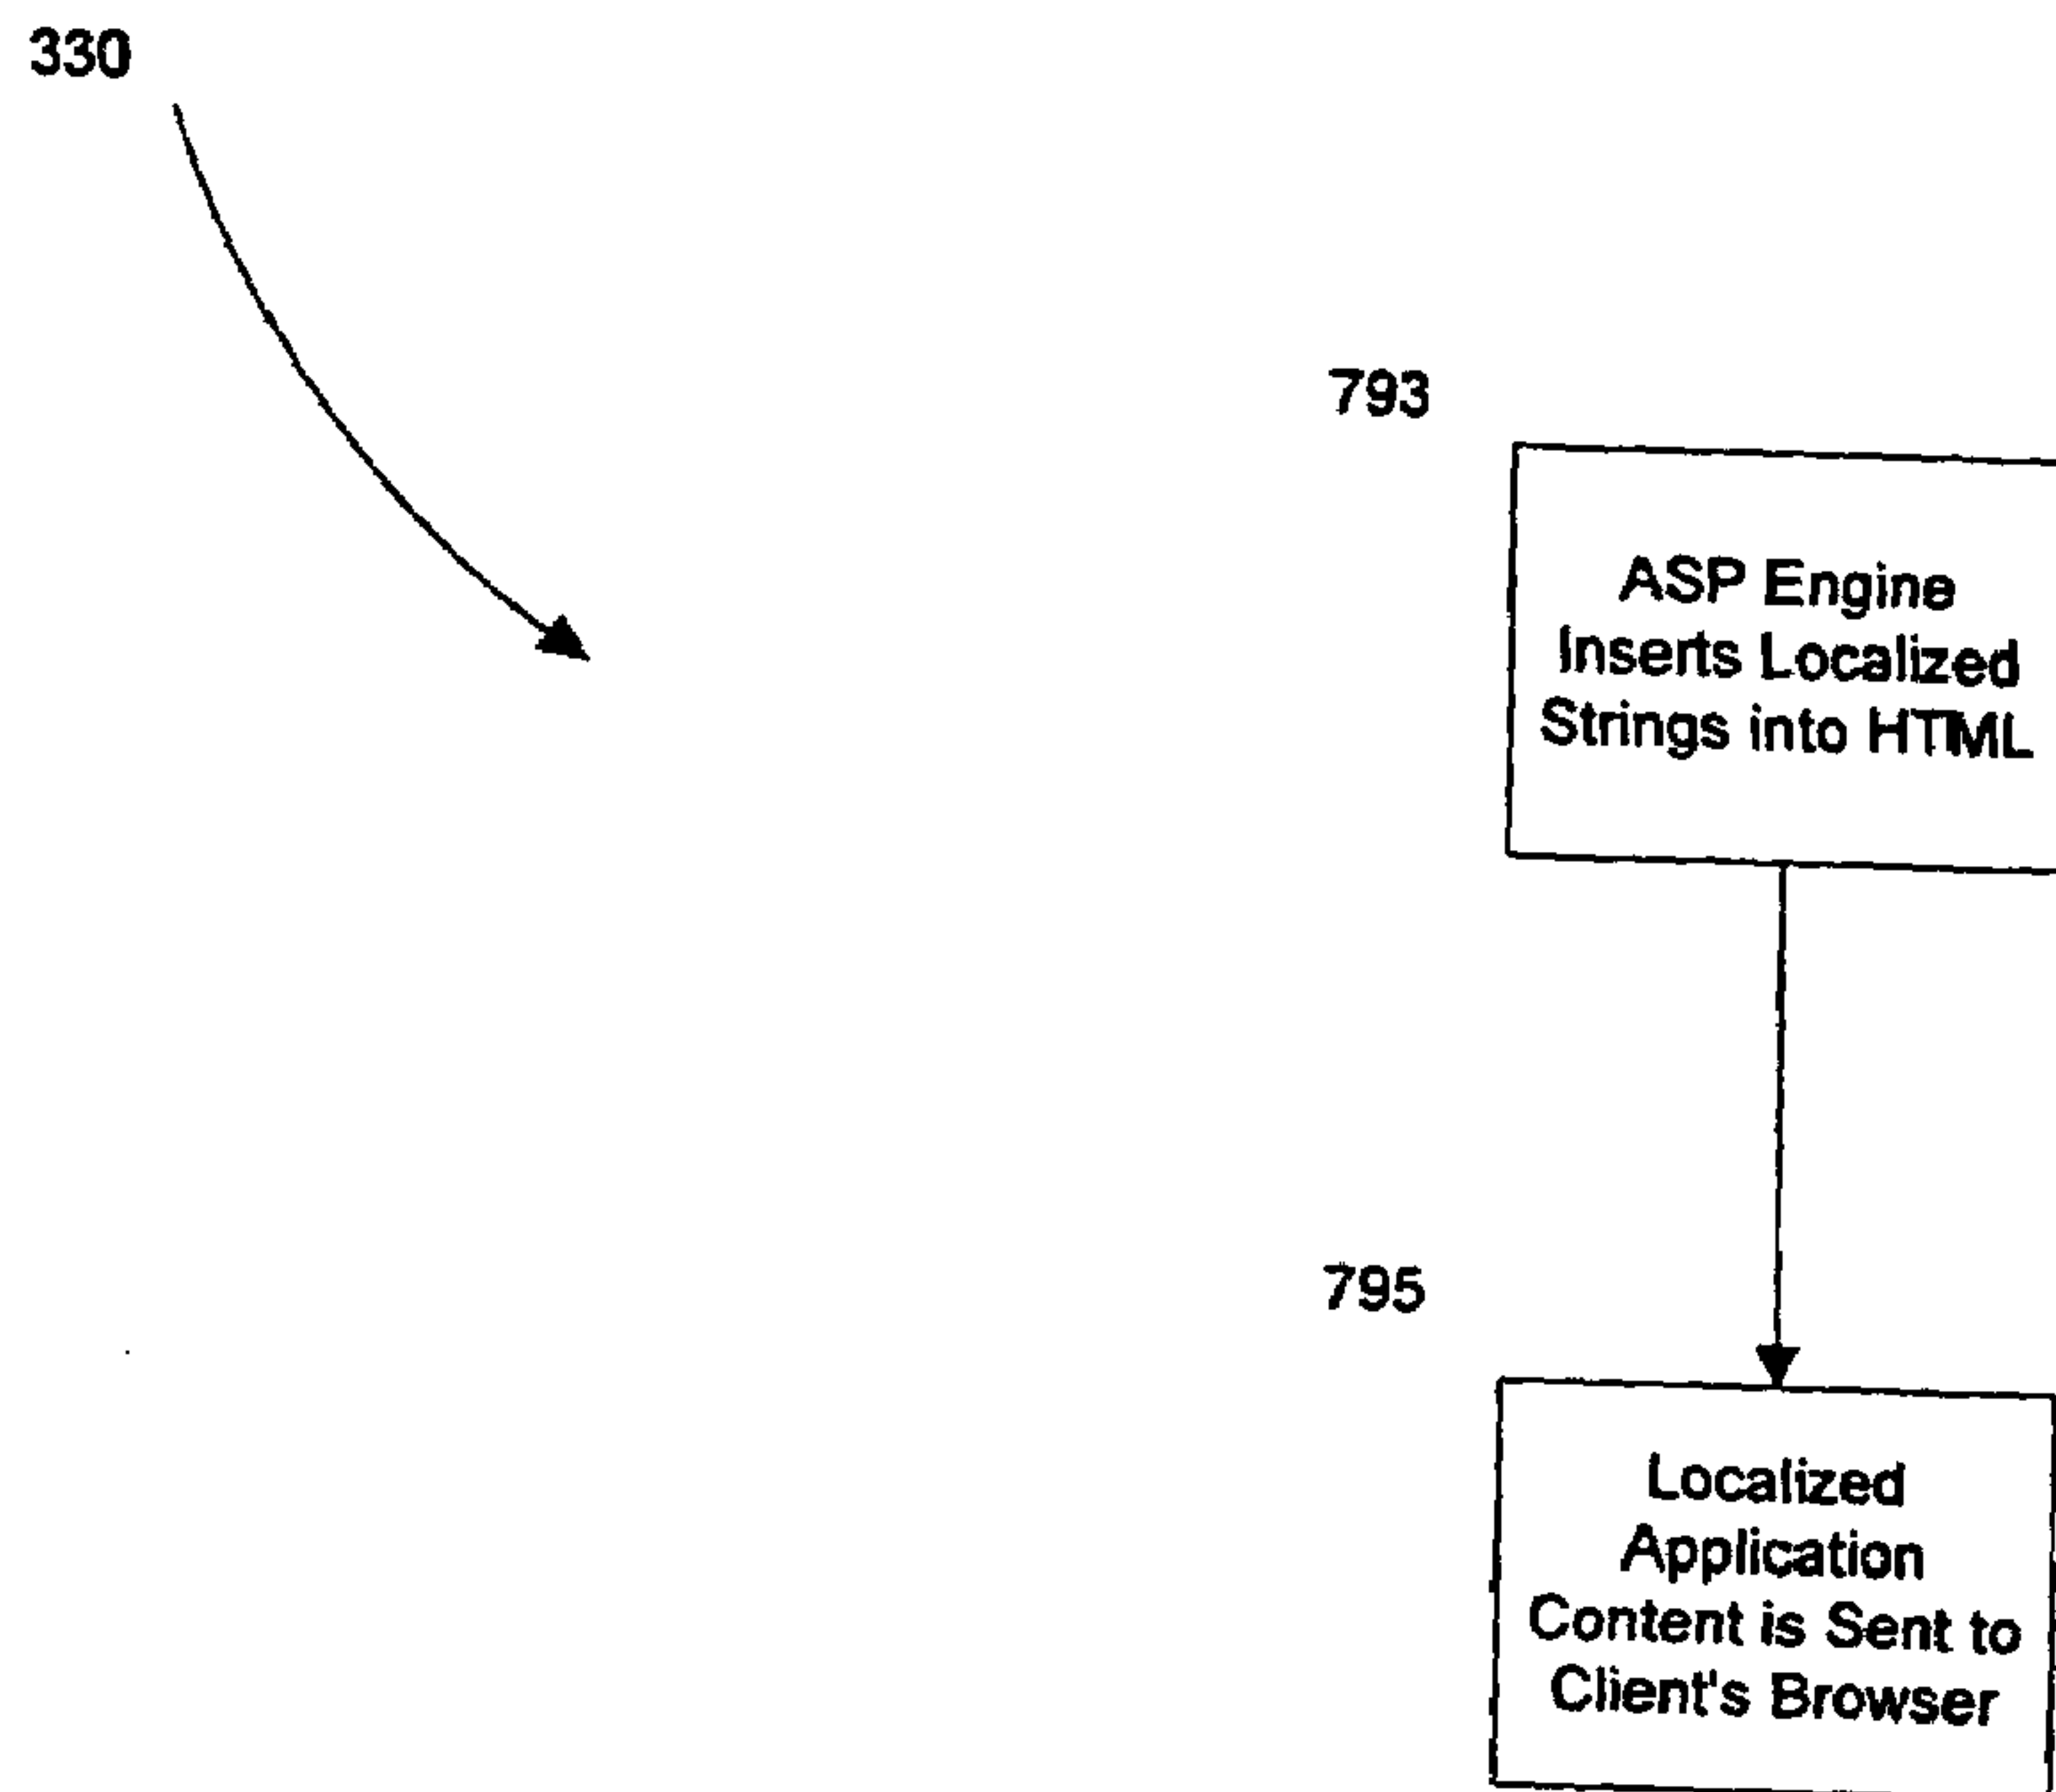 330
793
ASP Engine
Inserts Localized
Strings into HTML
795
Localized
Application
Content is Sent to
Client's Browser